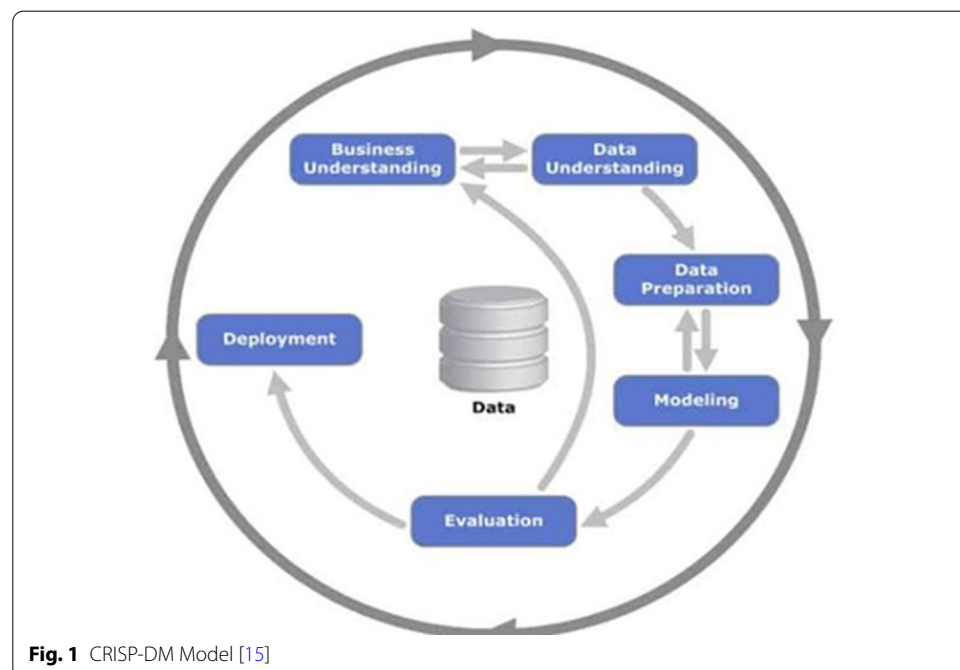 Business
Understanding
Data
Understanding
Data
Preparation
Deployment
Data
Modeling
Evaluation
Fig. 1 CRISP-DM Model [15]